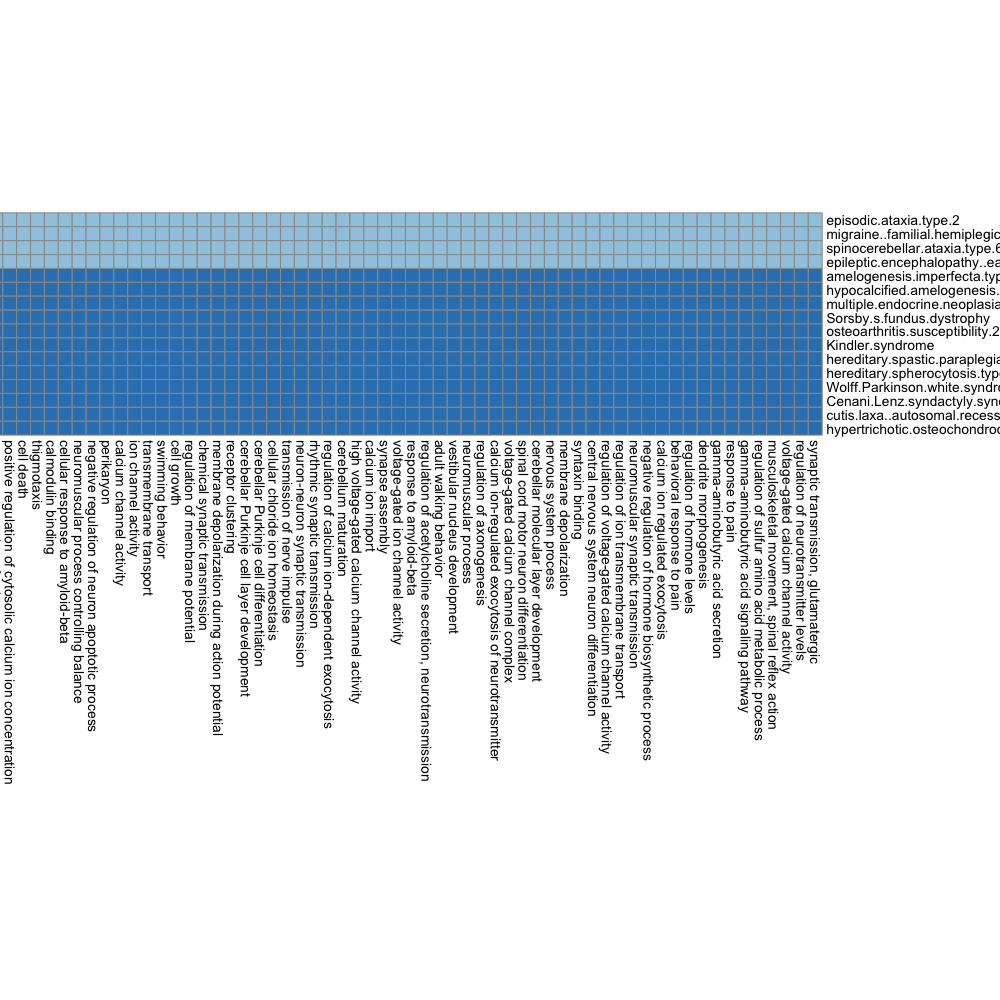 episodic.ataxia.type.2
migraine..familial.hemiplegic
spinocerebellar.ataxia.type.6
epileptic.encephalopathy..ea
amelogenesis.imperfecta.typ
hypocalcified.amelogenesis.
multiple.endocrine.neoplasia
Sorsby.s.fundus.dystrophy
osteoarthritis.susceptibility.2
Kindler.syndrome
hereditary.spastic.paraplegia
hereditary.spherocytosis.type
Wolff.Parkinson.white.syndro
Cenani.Lenz.syndactyly.syn
cutis.laxa..autosomal.recess
hypertrichotic.osteochondro
positive regulation of cytosolic calcium ion concentration
cell death
thigmotaxis
calmodulin binding
cellular response to amyloid-beta
neuromuscular process controlling balance
negative regulation of neuron apoptotic process
perikaryon
calcium channel activity
ion channel activity
transmembrane transport
swimming behavior
cell growth
regulation of membrane potential
chemical synaptic transmission
membrane depolarization during action potential
receptor clustering
cerebellar Purkinje cell layer development
cerebellar Purkinje cell differentiation
cellular chloride ion homeostasis
transmission of nerve impulse
neuron-neuron synaptic transmission
rhythmic synaptic transmission
regulation of calcium ion-dependent exocytosis
cerebellum maturation
high voltage-gated calcium channel activity
calcium ion import
synapse assembly
voltage-gated ion channel activity
response to amyloid-beta
regulation of acetylcholine secretion, neurotransmission
adult walking behavior
vestibular nucleus development
neuromuscular process
regulation of axonogenesis
calcium ion-regulated exocytosis of neurotransmitter
voltage-gated calcium channel complex
spinal cord motor neuron differentiation
cerebellar molecular layer development
nervous system process
membrane depolarization
syntaxin binding
central nervous system neuron differentiation
regulation of voltage-gated calcium channel activity
regulation of ion transmembrane transport
neuromuscular synaptic transmission
negative regulation of hormone biosynthetic process
calcium ion regulated exocytosis
behavioral response to pain
regulation of hormone levels
dendrite morphogenesis
gamma-aminobutyric acid secretion
response to pain
gamma-aminobutyric acid signaling pathway
regulation of sulfur amino acid metabolic process
musculoskeletal movement, spinal reflex action
voltage-gated calcium channel activity
regulation of neurotransmitter levels
synaptic transmission, glutamatergic